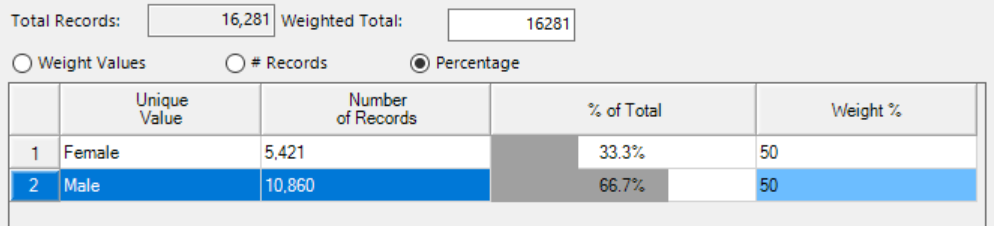 Total Records: 16,281 Weighted Total: 16281
Weight Values # Records Percentage
Unique Value Number of Records % of Total Weight %
1 Female 5,421 33.3% 50
2 Male 10,860 66.7% 50